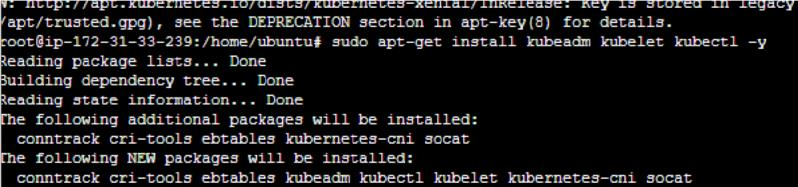 W: http://apt.kubernetes.io/dists/kubernetes-xenial/InRelease: Key is stored in legacy
/apt/trusted.gpg), see the DEPRECATION section in apt-key(8) for details.
root@ip-172-31-33-239:/home/ubuntu# sudo apt-get install kubeadm kubelet kubectl -y
Reading package lists... Done
Building dependency tree... Done
Reading state information... Done
The following additional packages will be installed:
conntrack cri-tools ebtables kubernetes-cni socat
The following NEW packages will be installed:
conntrack cri-tools ebtables kubeadm kubectl kubelet kubernetes-cni socat